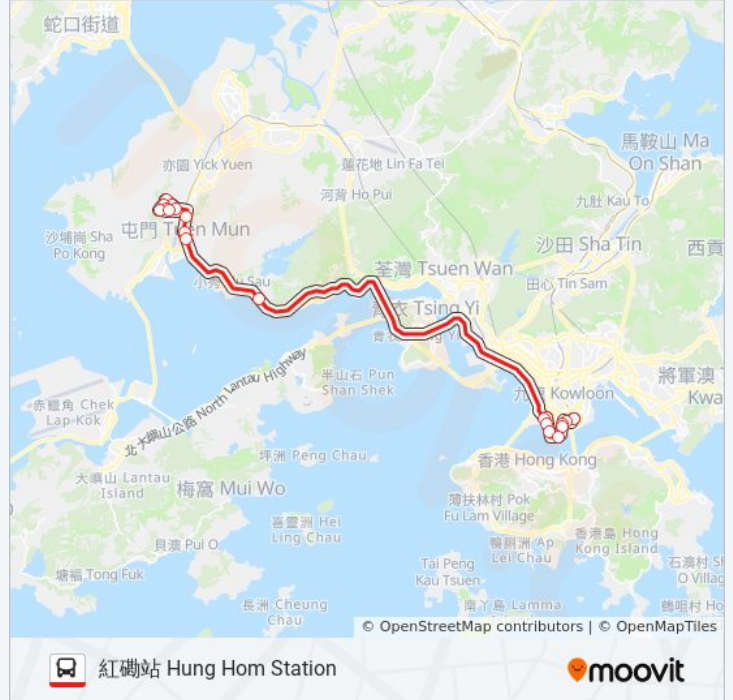 蛇口街道
馬鞍山 Ma
On Shan
亦園 Yick Yuen
蓮花地 Lin Fa Tei
河背 Ho Pui
九肚 Kau To
屯門 Tuen Mun
沙埔崗 Sha
Po Kong
沙田 Sha Tin
西貢
荃灣 Tsuen Wan
田心 Tin Sam
Sau
青衣 Tsing Yi
North Lantau Highway
北大嶼山公路
半山石 Pun
Shan Shek
九龍 Kowloon
將軍澳
赤鱲角 Chek
Lap Kok
坪洲 Peng Chau
香港 Hong Kong
大嶼山 Lantau
Island
梅窩 Mui Wo
薄扶林村 Pok
Fu Lam Village
喜靈洲 Hei
Ling Chau
鴨脷洲 Ap
Lei Chau
香港島 Hong
Kong Island
貝澳 Pui O
塘福 Tong Fuk
Tai Peng
Kau Tsuen
石澳村
O Villag
長洲 Cheung
Chau
南丫島 Lamma
鶴咀村 Ho
© OpenStreetMap contributors | © OpenMapTiles
紅磡站 Hung Hom Station
moovit